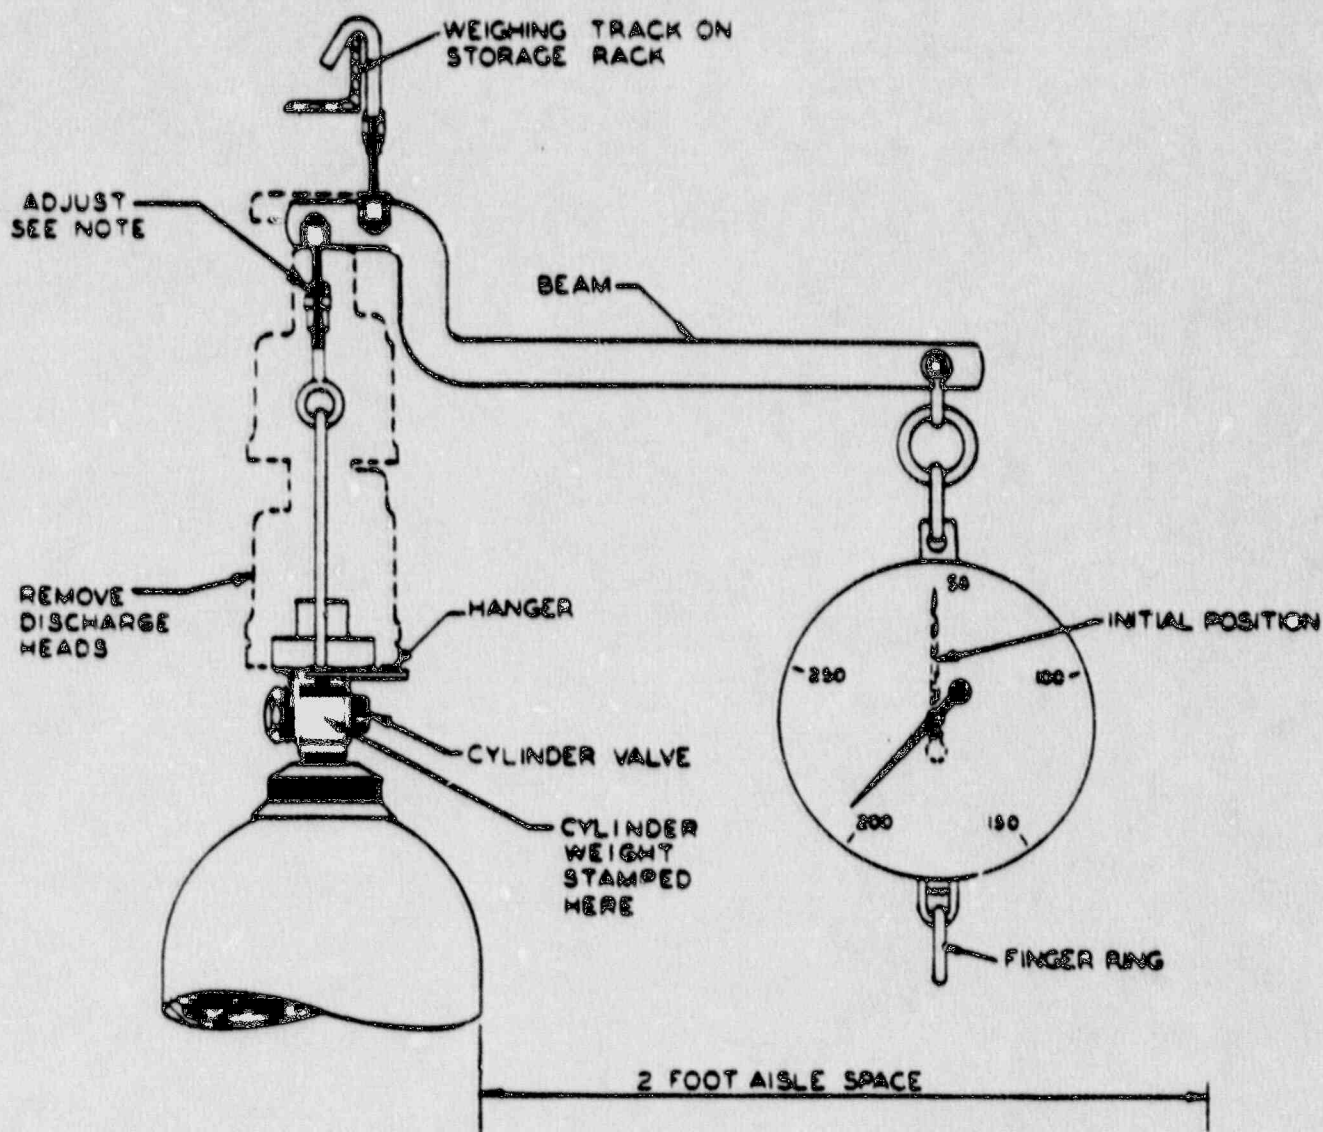 WEIGHING TRACK ON
STORAGE RACK
ADJUST
SEE NOTE
BEAM
REMOVE
DISCHARGE
HEADS
HANGER
50
INITIAL POSITION
250
100
CYLINDER VALVE
200
150
CYLINDER
WEIGHT
STAMPED
HERE
FINGER RING
2 FOOT AISLE SPACE